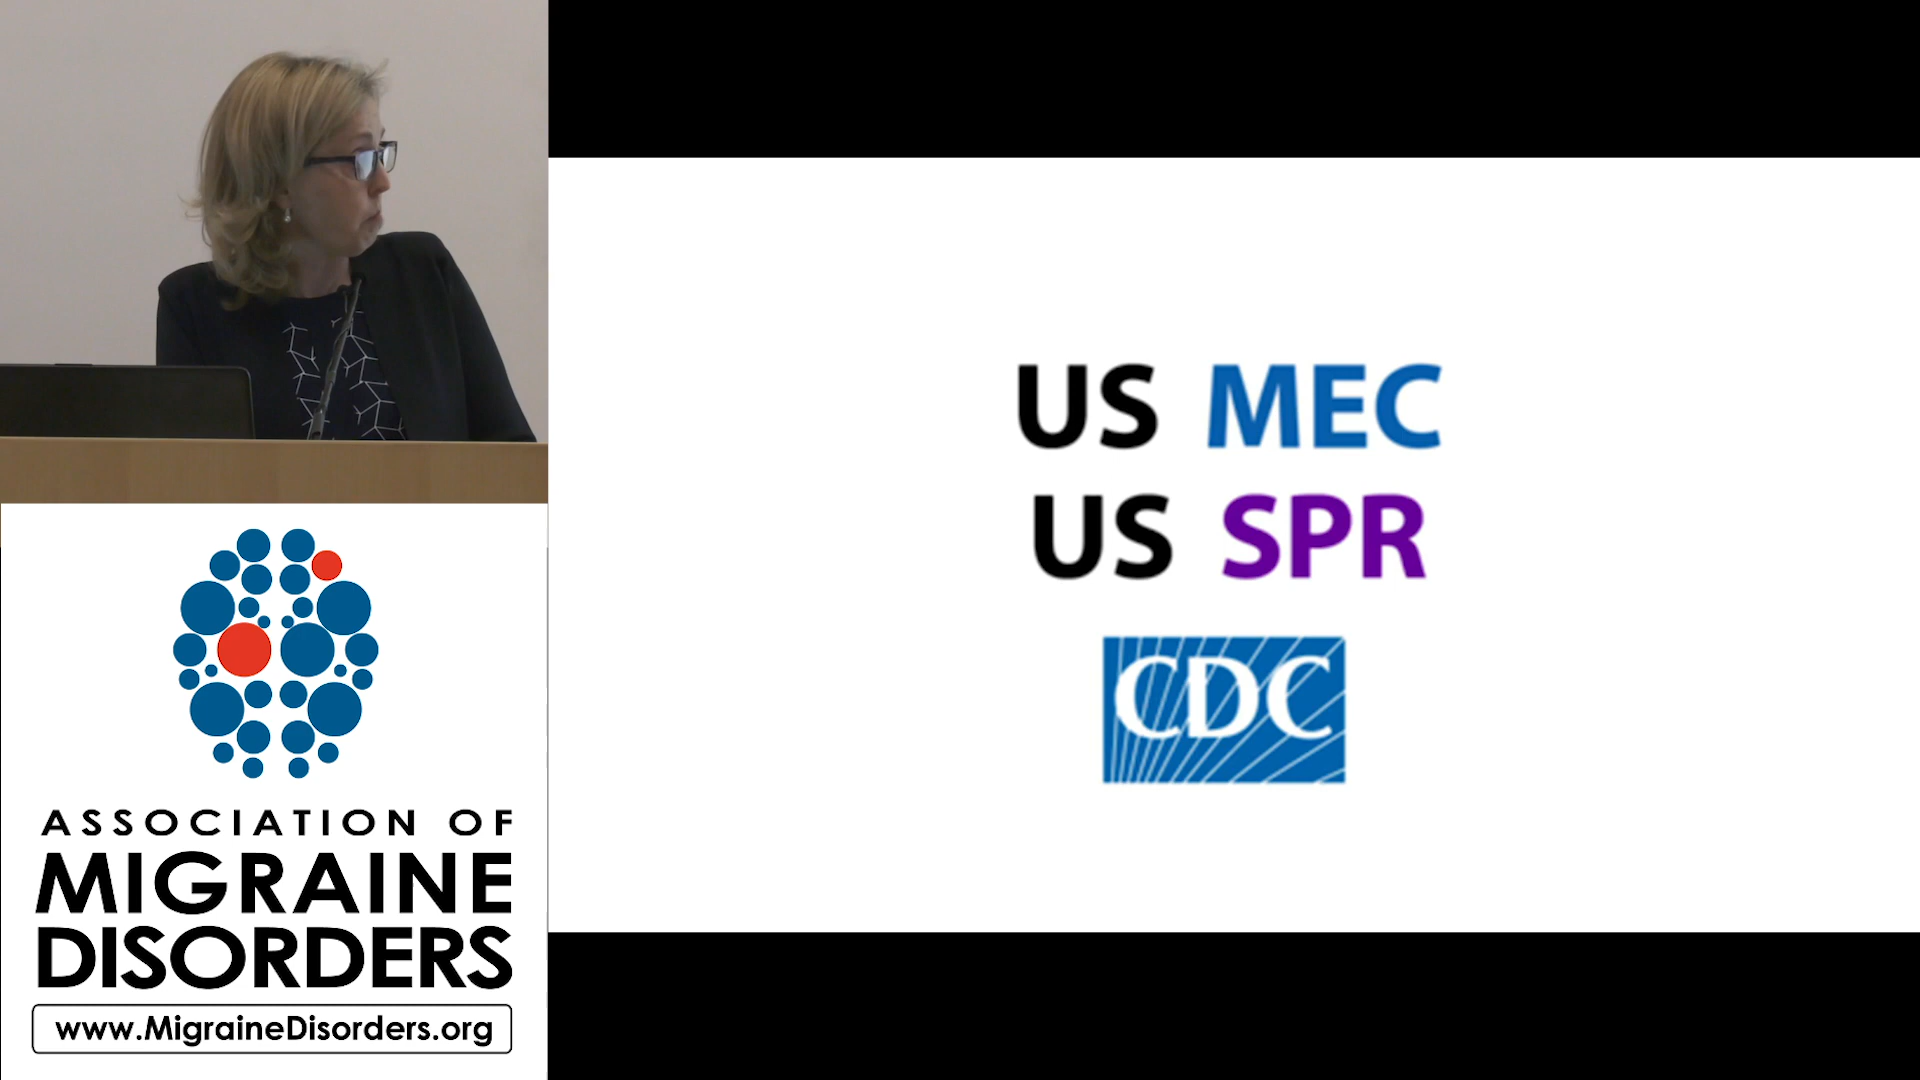 US MEC
US SPR
CDC
ASSOCIATION OF
MIGRAINE
DISORDERS
www.MigraineDisorders.org